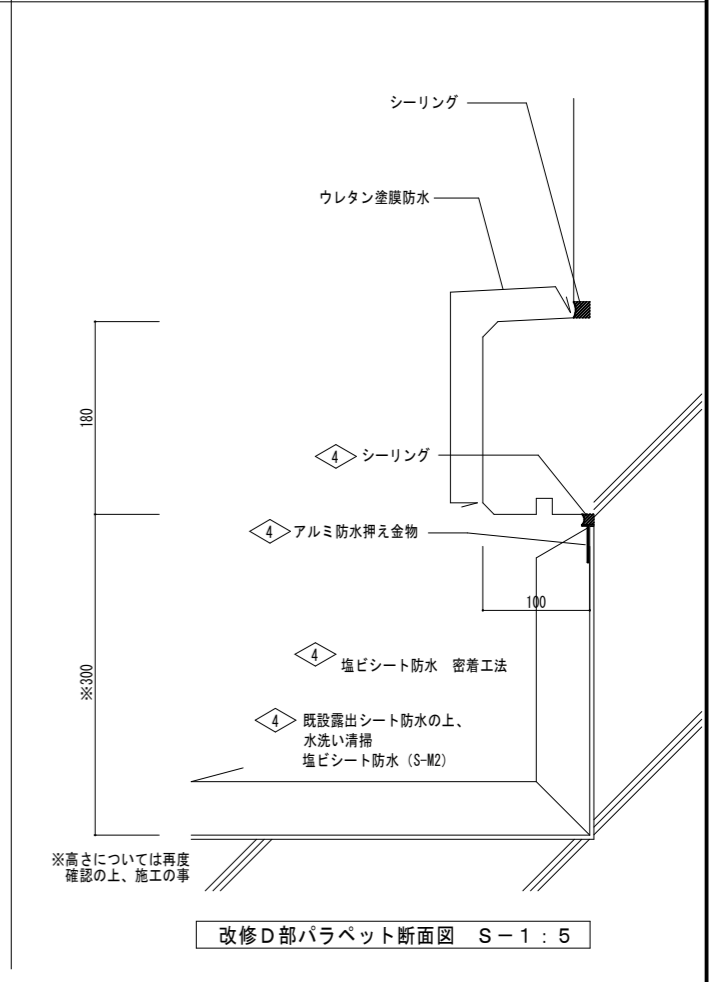 シーリング
ウレタン塗膜防水
180
4 シーリング
4 アルミ防水押え金物
100
※300
4 塩ビシート防水 密着工法
4 既設露出シート防水の上、
水洗い清掃
塩ビシート防水（S-M2）
※高さについては再度
確認の上、施工の事
改修D部パラペット断面図 S－1：5